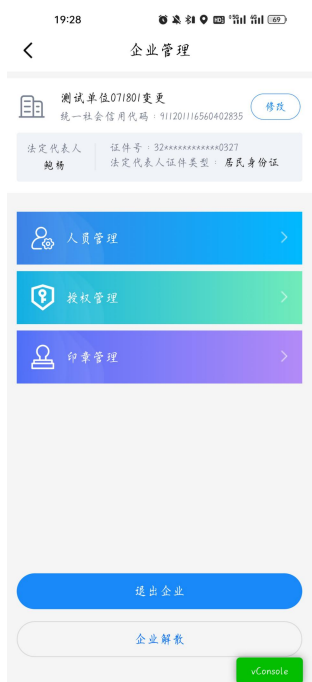 19:28
69
企业管理
测试单位071801变更
统一社会信用代码：911201116560402835
修改
法定代表人
鲍杨
证件号：32************0327
法定代表人证件类型：居民身份证
人员管理
授权管理
印章管理
退出企业
企业解散
vConsole